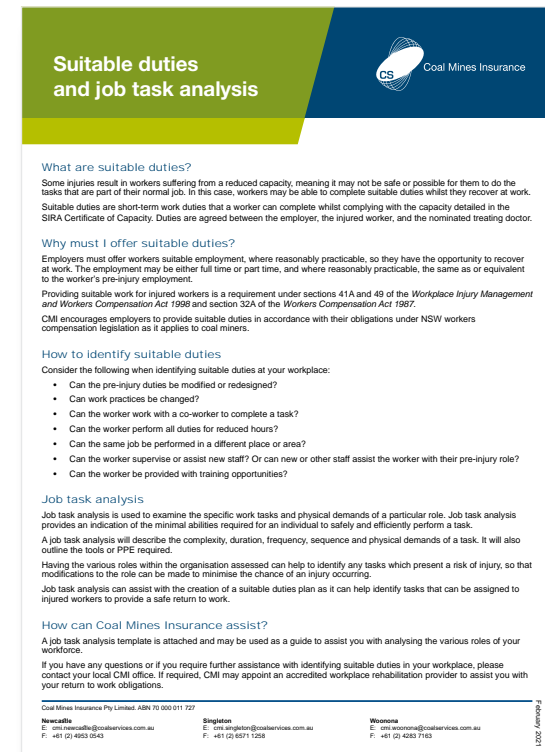 Suitable duties
and job task analysis
CS
Coal Mines Insurance
What are suitable duties?
Some injuries result in workers suffering from a reduced capacity, meaning it may not be safe or possible for them to do the
tasks that are part of their normal job. In this case, workers may be able to complete suitable duties whilst they recover at work.
Suitable duties are short-term work duties that a worker can complete whilst complying with the capacity detailed in the
SIRA Certificate of Capacity. Duties are agreed between the employer, the injured worker, and the nominated treating doctor.
Why must I offer suitable duties?
Employers must offer workers suitable employment, where reasonably practicable, so they have the opportunity to recover
at work. The employment may be either full time or part time, and where reasonably practicable, the same as or equivalent
to the worker's pre-injury employment.
Providing suitable work for injured workers is a requirement under sections 41A and 49 of the Workplace Injury Management
and Workers Compensation Act 1998 and section 32A of the Workers Compensation Act 1987.
CMI encourages employers to provide suitable duties in accordance with their obligations under NSW workers
compensation legislation as it applies to coal miners.
How to identify suitable duties
Consider the following when identifying suitable duties at your workplace:
• Can the pre-injury duties be modified or redesigned?
• Can work practices be changed?
• Can the worker work with a co-worker to complete a task?
• Can the worker perform all duties for reduced hours?
• Can the same job be performed in a different place or area?
• Can the worker supervise or assist new staff? Or can new or other staff assist the worker with their pre-injury role?
• Can the worker be provided with training opportunities?
Job task analysis
Job task analysis is used to examine the specific work tasks and physical demands of a particular role. Job task analysis
provides an indication of the minimal abilities required for an individual to safely and efficiently perform a task.
A job task analysis will describe the complexity, duration, frequency, sequence and physical demands of a task. It will also
outline the tools or PPE required.
Having the various roles within the organisation assessed can help to identify any tasks which present a risk of injury, so that
modifications to the role can be made to minimise the chance of an injury occurring.
Job task analysis can assist with the creation of a suitable duties plan as it can help identify tasks that can be assigned to
injured workers to provide a safe return to work.
How can Coal Mines Insurance assist?
A job task analysis template is attached and may be used as a guide to assist you with analysing the various roles of your
workforce.
If you have any questions or if you require further assistance with identifying suitable duties in your workplace, please
contact your local CMI office. If required, CMI may appoint an accredited workplace rehabilitation provider to assist you with
your return to work obligations.
Coal Mines Insurance Pty Limited. ABN 70 000 011 727
Newcastle
E: cmi.newcastle@coalservices.com.au
F: +61 (2) 4953 0543
Singleton
E: cmi.singleton@coalservices.com.au
F: +61 (2) 6571 1258
Woonona
E: cmi.woonona@coalservices.com.au
F: +61 (2) 4283 7163
February 2021